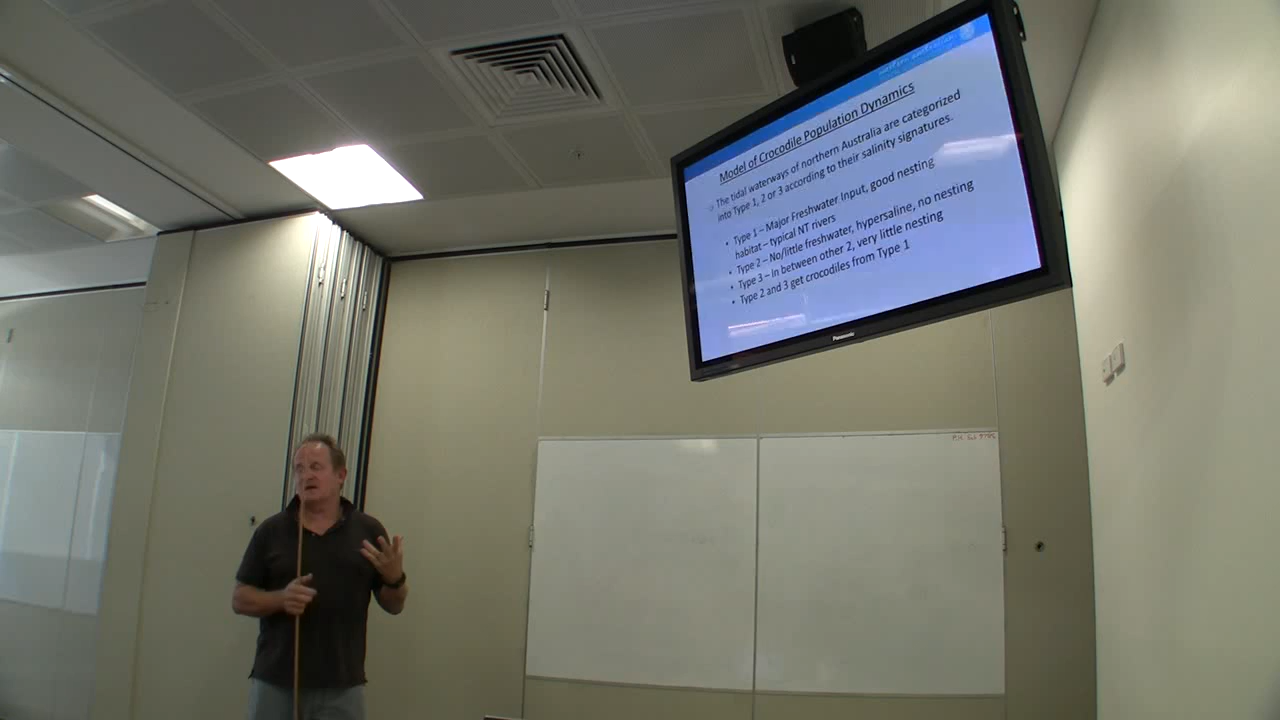 Model of Crocodile Population Dynamics
The tidal waterways of northern Australia are categorized
into Type 1, 2 or 3 according to their salinity signatures.
• Type 1 – Major Freshwater Input, good nesting
habitat – typical NT rivers
• Type 2 – No/little freshwater, hypersaline, no nesting
• Type 3 – In between other 2, very little nesting
• Type 2 and 3 get crocodiles from Type 1
Panasonic